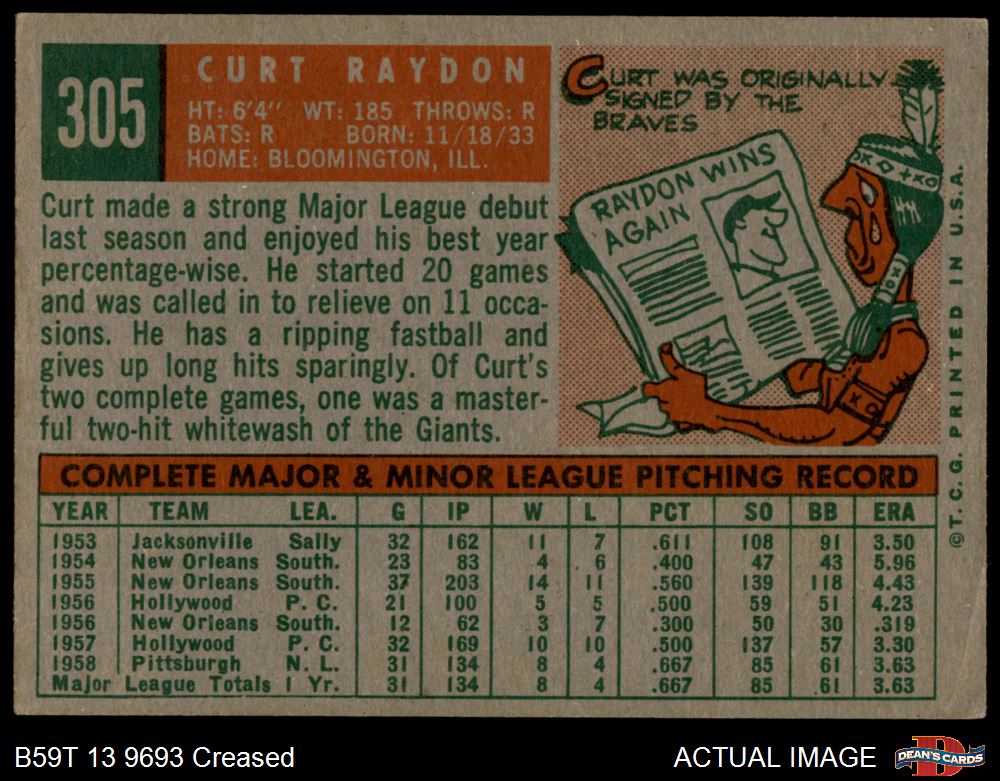 305
CURT RAYDON
HT: 6'4" WT: 185 THROWS: R
BATS: R BORN: 11/18/33
HOME: BLOOMINGTON, ILL.
Curt made a strong Major League debut
last season and enjoyed his best year
percentage-wise. He started 20 games
and was called in to relieve on 11 occa-
sions. He has a ripping fastball and
gives up long hits sparingly. Of Curt's
two complete games, one was a master-
ful two-hit whitewash of the Giants.
CURT WAS ORIGINALLY
SIGNED BY THE
BRAVES
RAYDON WINS
AGAIN
COMPLETE MAJOR & MINOR LEAGUE PITCHING RECORD
YEAR TEAM LEA. G IP W L PCT SO BB ERA
1953 Jacksonville Sally 32 162 11 7 .611 108 91 3.50
1954 New Orleans South. 23 83 4 6 .400 47 43 5.96
1955 New Orleans South. 37 203 14 11 .560 139 118 4.43
1956 Hollywood P. C. 21 100 5 5 .500 59 51 4.23
1956 New Orleans South. 12 62 3 7 .300 50 30 .319
1957 Hollywood P. C. 32 169 10 10 .500 137 57 3.30
1958 Pittsburgh N. L. 31 134 8 4 .667 85 61 3.63
Major League Totals 1 Yr. 31 134 8 4 .667 85 .61 3.63
© T. C. G. PRINTED IN U.S.A.
B59T 13 9693 Creased
ACTUAL IMAGE
DEAN'S CARDS